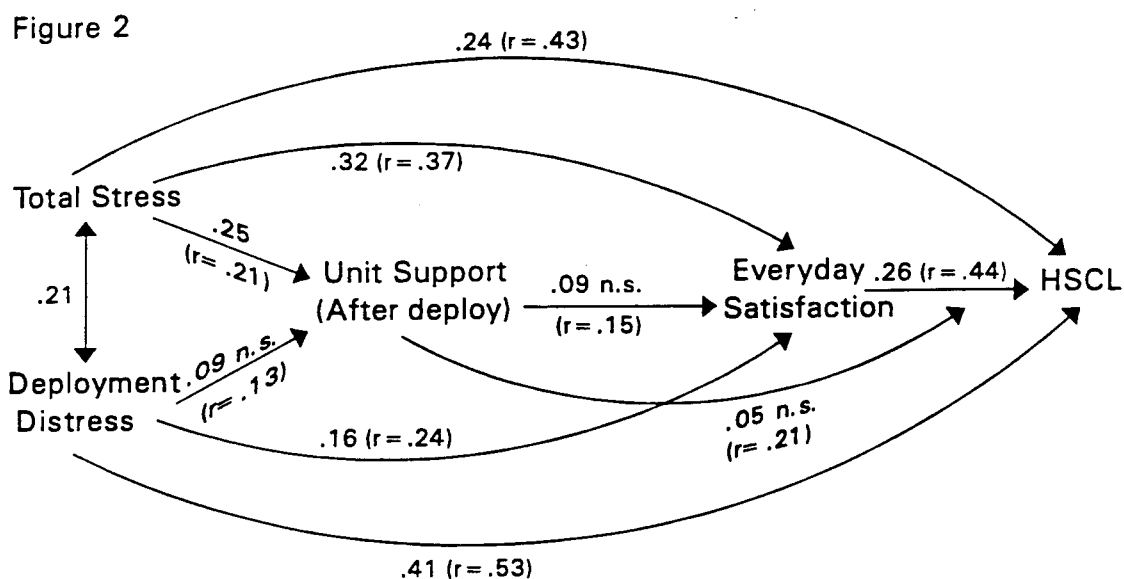 Figure 2
.24 (r=.43)
.32 (r=.37)
Total Stress
.25
(r= .21)
.21
Unit Support
(After deploy)
.09 n.s.
(r=.15)
Everyday
Satisfaction
.26 (r=.44)
HSCL
Deployment
Distress
.09 n.s.
(r= .13)
.16 (r=.24)
.05 n.s.
(r=.21)
.41 (r=.53)